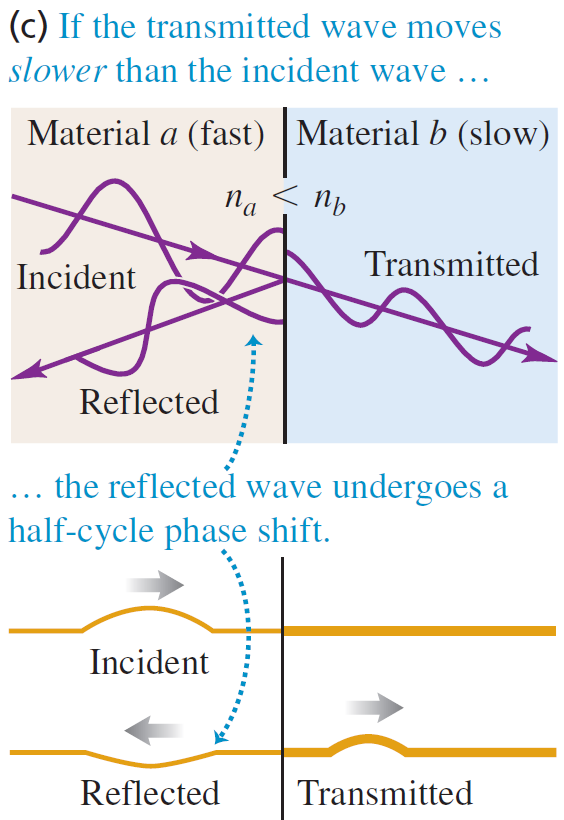 (c) If the transmitted wave moves
slower than the incident wave …
Material a (fast)
Material b (slow)
nₐ < n_b
Incident
Transmitted
Reflected
… the reflected wave undergoes a
half-cycle phase shift.
Incident
Reflected
Transmitted